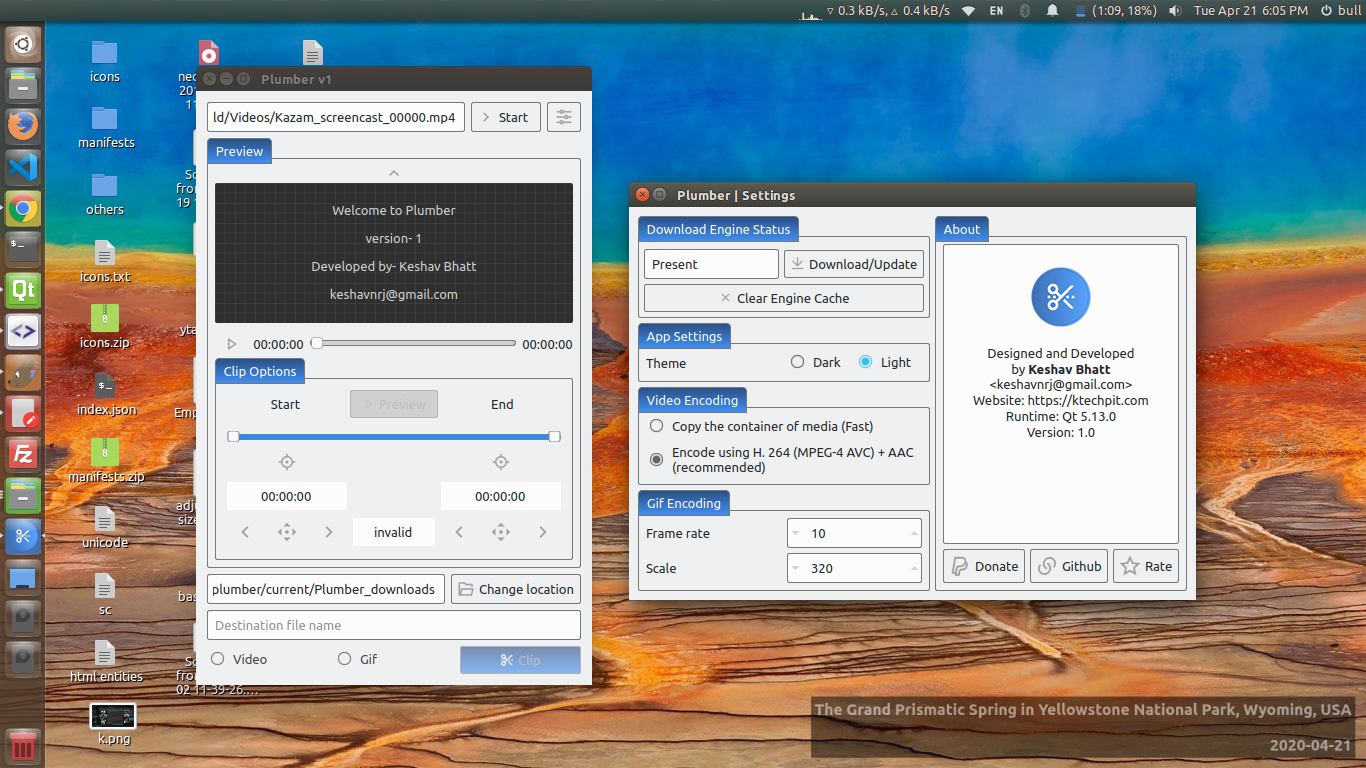 0.3 kB/s, 0.4 kB/s EN (1:09, 18%) Tue Apr 21 6:05 PM bull
icons
manifests
others
icons.txt
icons.zip
index.json
manifests.zip
unicode
sc
html entities
k.png
02 11-39-26....
Plumber v1
ld/Videos/Kazam_screencast_00000.mp4
Start
Preview
Welcome to Plumber
version- 1
Developed by- Keshav Bhatt
keshavnrj@gmail.com
00:00:00 00:00:00
Clip Options
Start Preview End
00:00:00 00:00:00
invalid
plumber/current/Plumber_downloads
Change location
Destination file name
Video Gif Clip
Plumber | Settings
Download Engine Status
Present Download/Update
Clear Engine Cache
App Settings
Theme Dark Light
Video Encoding
Copy the container of media (Fast)
Encode using H. 264 (MPEG-4 AVC) + AAC
(recommended)
Gif Encoding
Frame rate 10
Scale 320
About
Designed and Developed
by Keshav Bhatt
<keshavnrj@gmail.com>
Website: https://ktechpit.com
Runtime: Qt 5.13.0
Version: 1.0
Donate Github Rate
The Grand Prismatic Spring in Yellowstone National Park, Wyoming, USA
2020-04-21